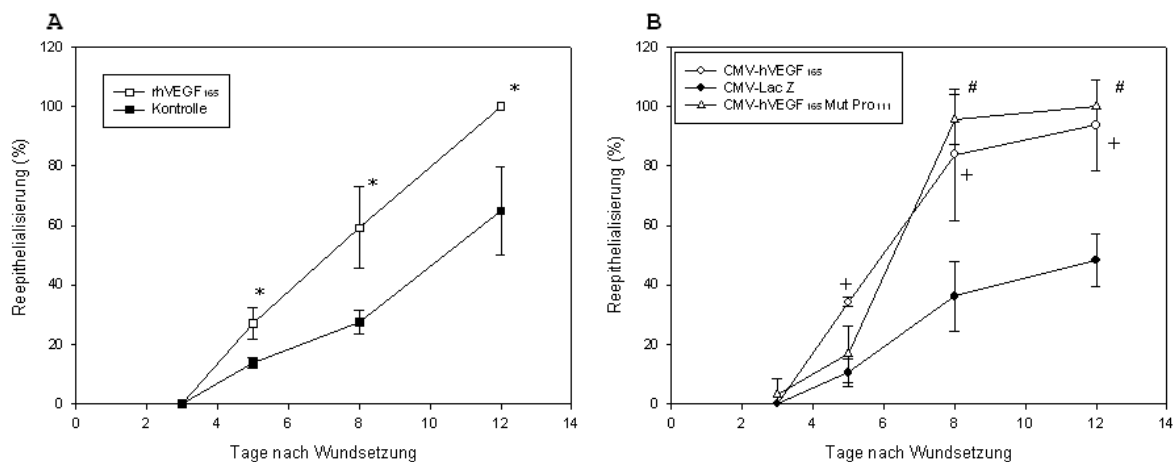 A
120
100
80
60
40
20
0
0 2 4 6 8 10 12 14
Reepithelialisierung (%)
Tage nach Wundsetzung
rhVEGF165
Kontrolle
*
*
*
B
120
100
80
60
40
20
0
0 2 4 6 8 10 12 14
Reepithelialisierung (%)
Tage nach Wundsetzung
CMV-hVEGF165
CMV-Lac Z
CMV-hVEGF165 Mut Pro111
#
#
+
+
+